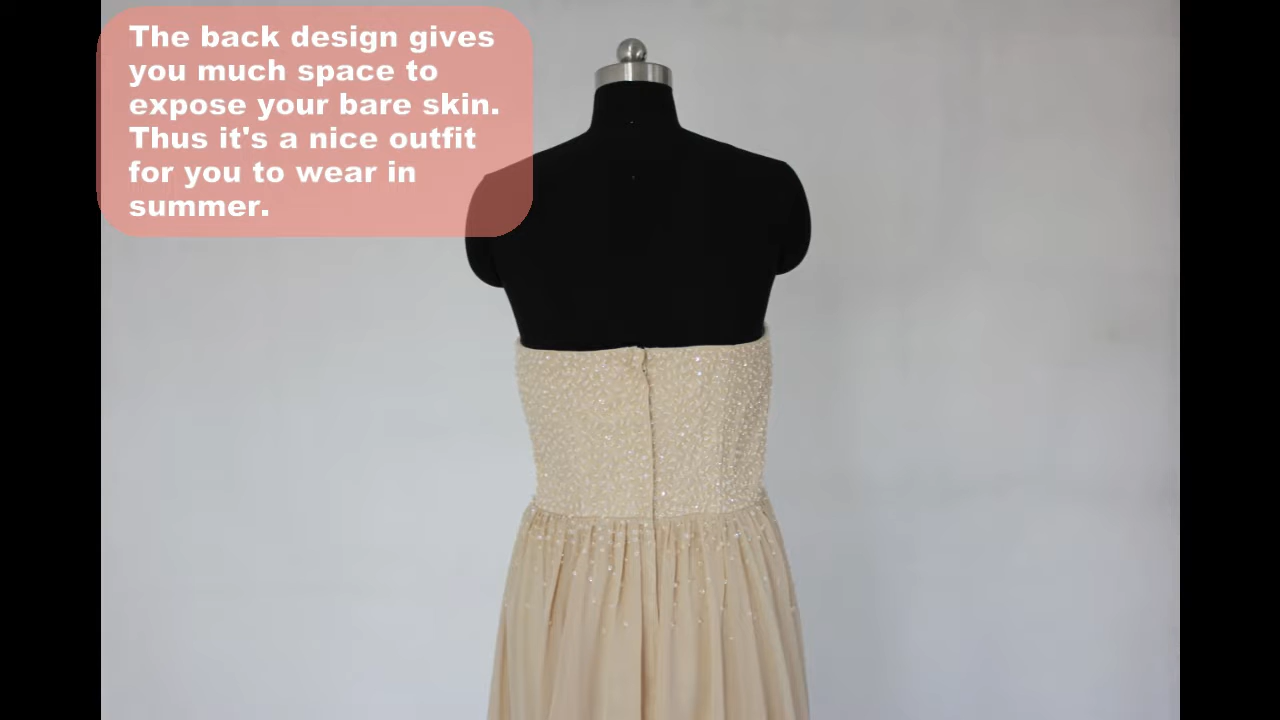 The back design gives
you much space to
expose your bare skin.
Thus it's a nice outfit
for you to wear in
summer.